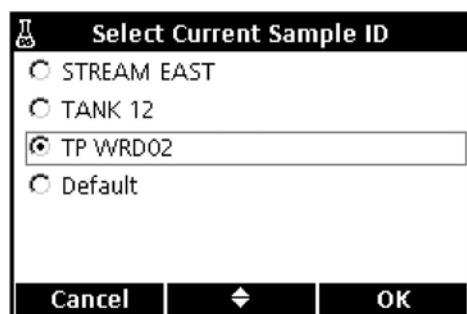 Select Current Sample ID
STREAM EAST
TANK 12
TP WRD02
Default
Cancel OK